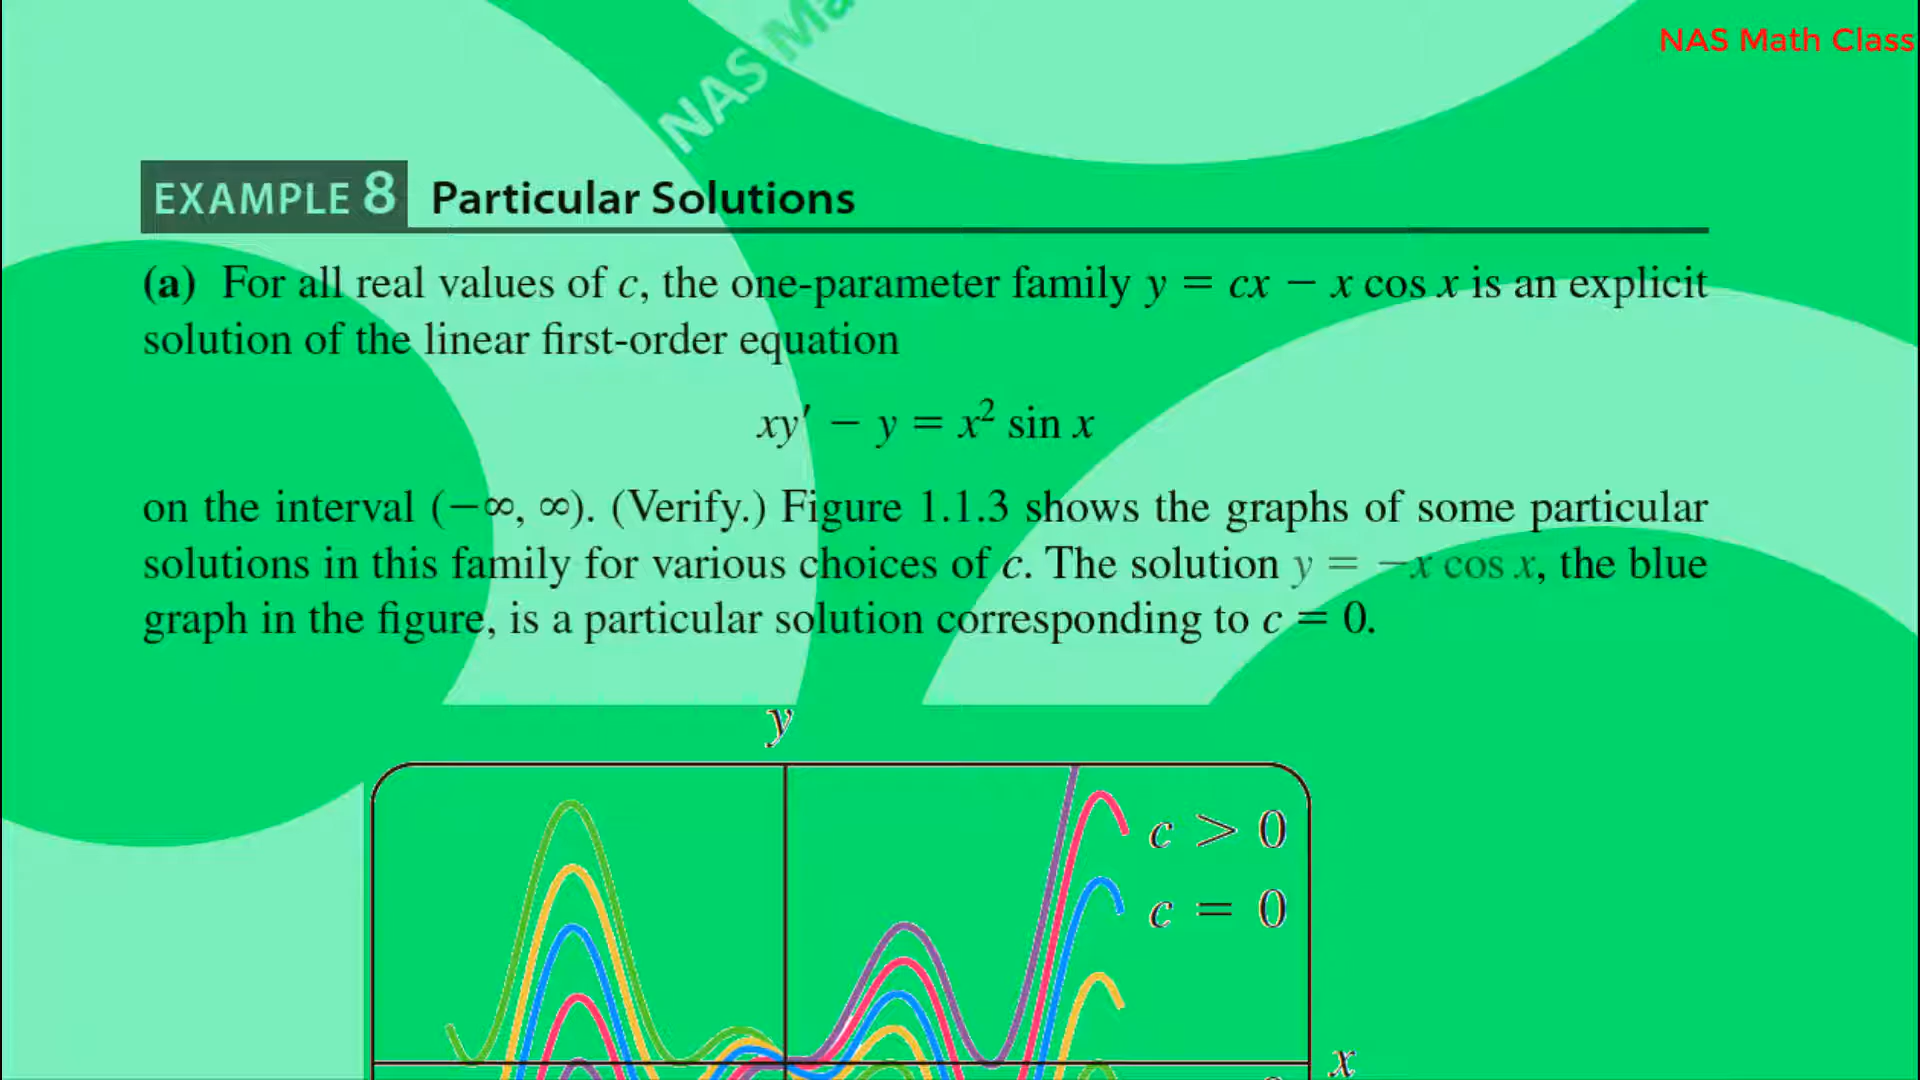 NAS Math Class
NAS Ma
EXAMPLE 8 Particular Solutions
(a) For all real values of c, the one-parameter family y = cx − x cos x is an explicit
solution of the linear first-order equation
xy′ − y = x² sin x
on the interval (−∞, ∞). (Verify.) Figure 1.1.3 shows the graphs of some particular
solutions in this family for various choices of c. The solution y = −x cos x, the blue
graph in the figure, is a particular solution corresponding to c = 0.
y
c > 0
c = 0
x